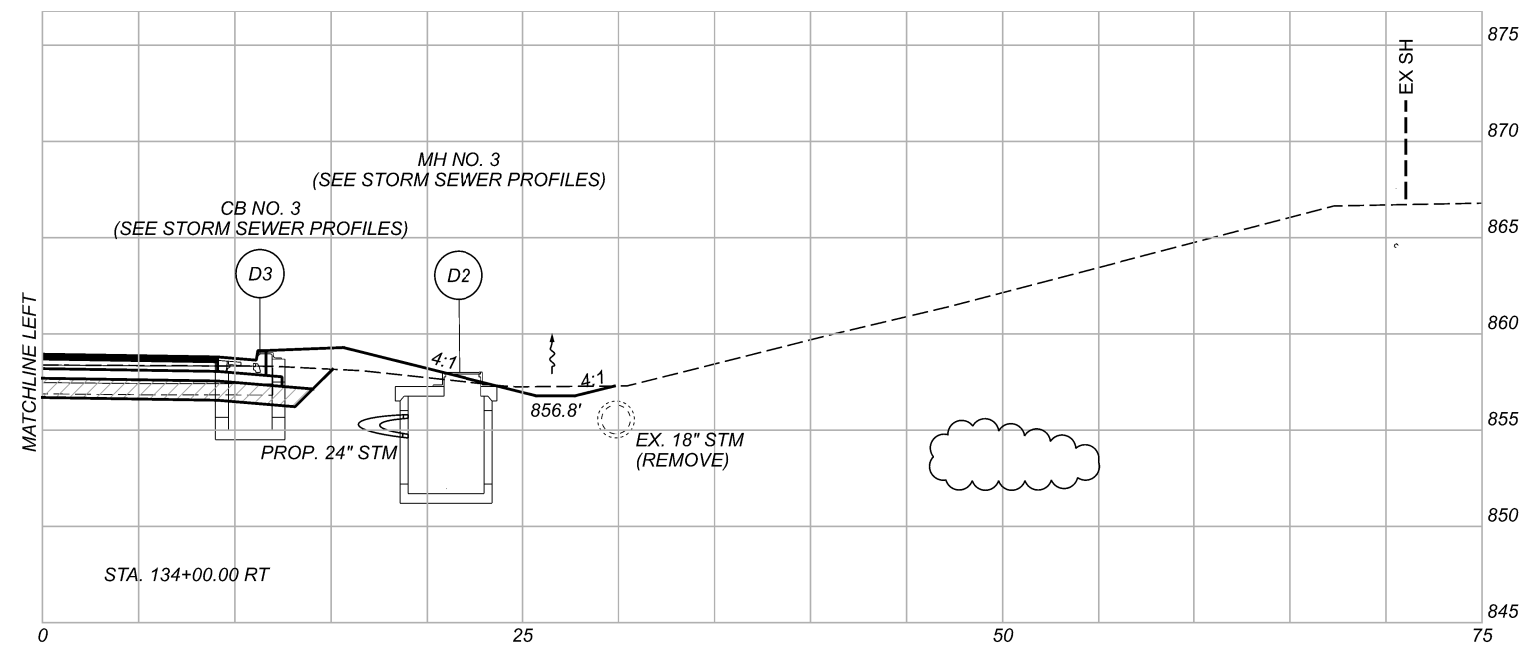 875
EX SH
870
MH NO. 3
(SEE STORM SEWER PROFILES)
CB NO. 3
(SEE STORM SEWER PROFILES)
865
D3
D2
MATCHLINE LEFT
860
4:1
4:1
856.8'
855
PROP. 24" STM
EX. 18" STM
(REMOVE)
850
STA. 134+00.00 RT
845
0
25
50
75